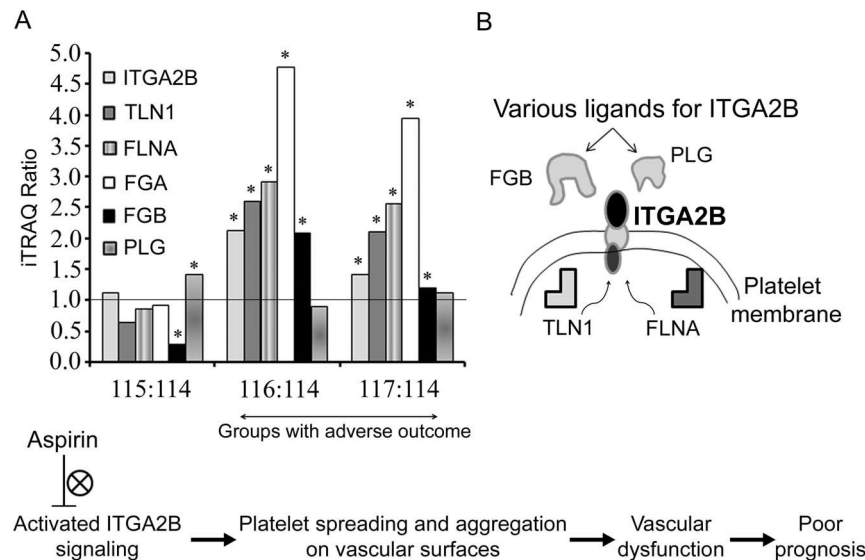 A
5.0
4.5
4.0
3.5
3.0
2.5
2.0
1.5
1.0
0.5
0.0
iTRAQ Ratio
ITGA2B
TLN1
FLNA
FGA
FGB
PLG
*
*
* * * * *
* * * * *
115:114 116:114 117:114
Groups with adverse outcome
B
Various ligands for ITGA2B
FGB
PLG
ITGA2B
TLN1
FLNA
Platelet
membrane
Aspirin
Activated ITGA2B
signaling
Platelet spreading and aggregation
on vascular surfaces
Vascular
dysfunction
Poor
prognosis